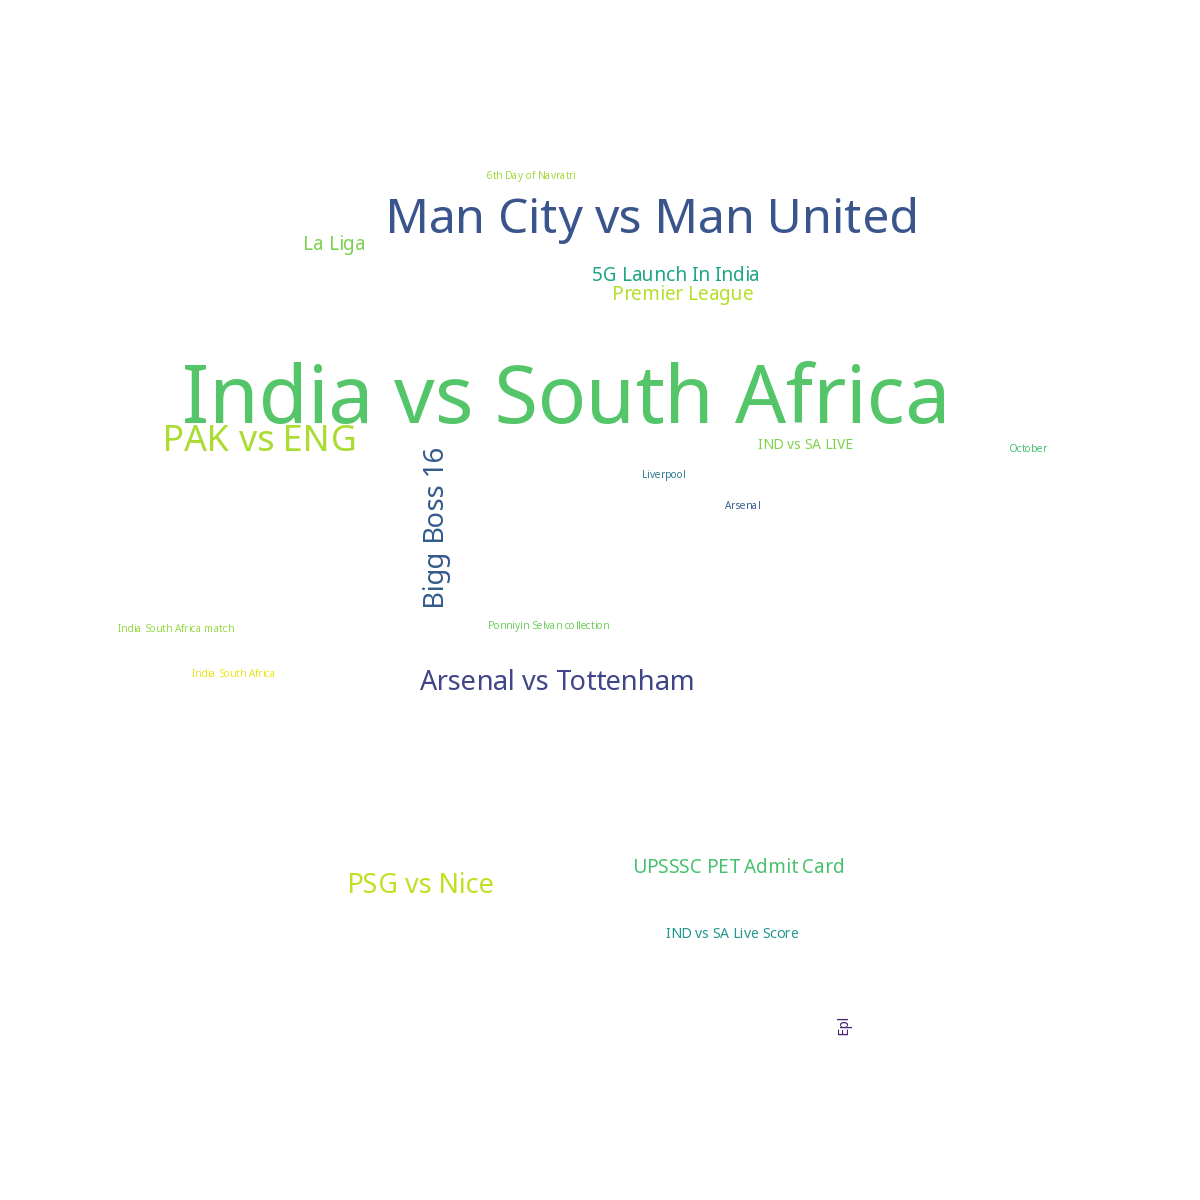 6th Day of Navratri
Man City vs Man United
La Liga
5G Launch In India
Premier League
India vs South Africa
PAK vs ENG
IND vs SA LIVE
October
Bigg Boss 16
Liverpool
Arsenal
India South Africa match
Ponniyin Selvan collection
India South Africa
Arsenal vs Tottenham
UPSSSC PET Admit Card
PSG vs Nice
IND vs SA Live Score
Epl